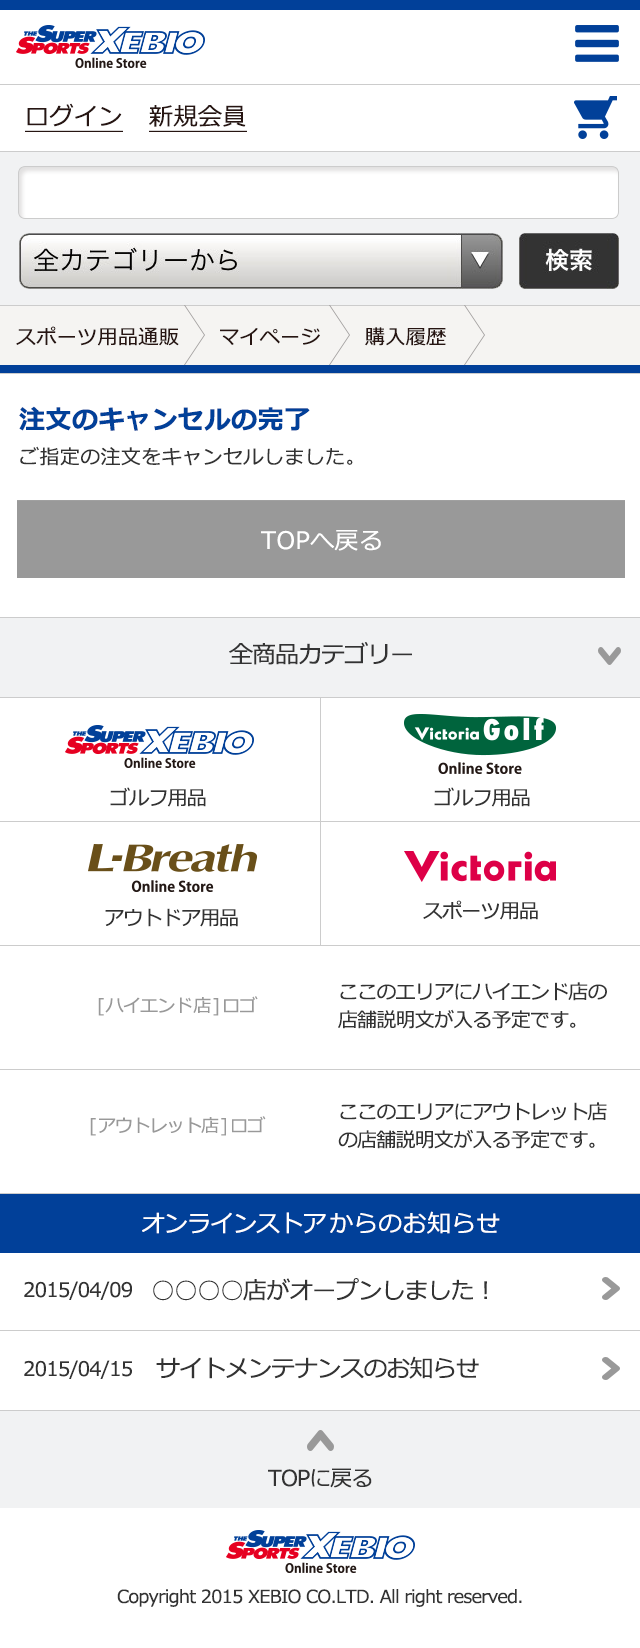 THE SUPER SPORTS XEBIO
Online Store
ログイン 新規会員
全カテゴリーから ▼ 検索
スポーツ用品通販 マイページ 購入履歴
注文のキャンセルの完了
ご指定の注文をキャンセルしました。
TOPへ戻る
全商品カテゴリー
THE SUPER SPORTS XEBIO
Online Store
ゴルフ用品
Victoria Golf
Online Store
ゴルフ用品
L-Breath
Online Store
アウトドア用品
Victoria
スポーツ用品
[ハイエンド店]ロゴ
ここのエリアにハイエンド店の
店舗説明文が入る予定です。
[アウトレット店]ロゴ
ここのエリアにアウトレット店
の店舗説明文が入る予定です。
オンラインストアからのお知らせ
2015/04/09 〇〇〇〇店がオープンしました！
2015/04/15 サイトメンテナンスのお知らせ
TOPに戻る
THE SUPER SPORTS XEBIO
Online Store
Copyright 2015 XEBIO CO.LTD. All right reserved.